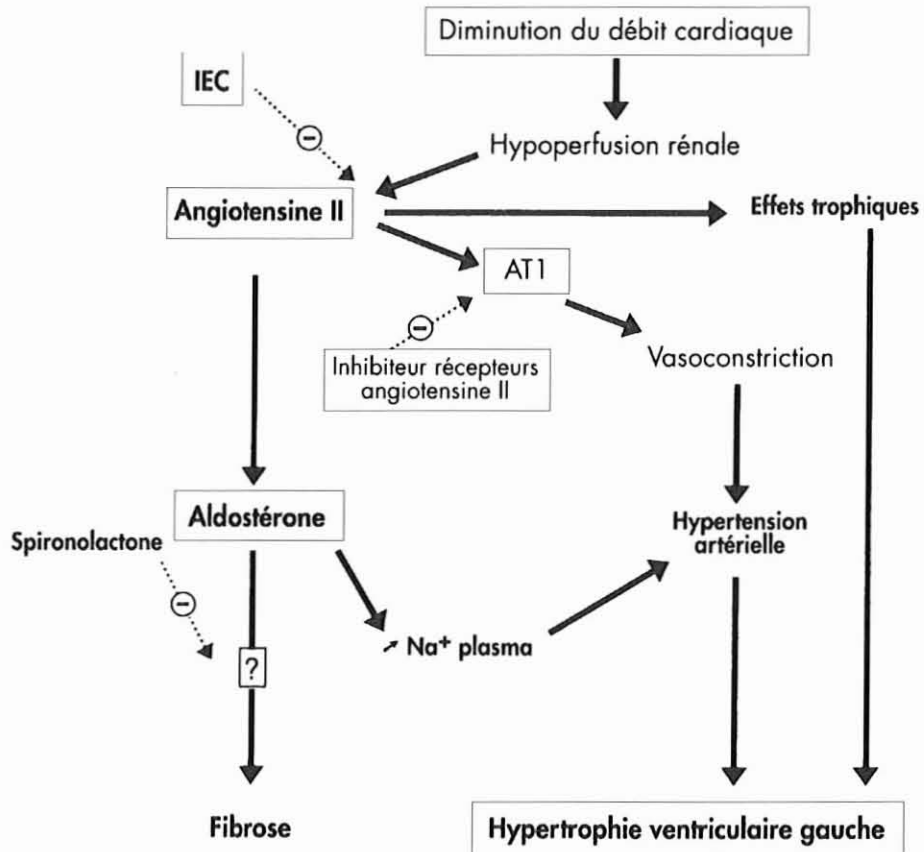 Diminution du débit cardiaque
IEC
⊖
Hypoperfusion rénale
Angiotensine II
Effets trophiques
AT1
⊖
Inhibiteur récepteurs
angiotensine II
Vasoconstriction
Aldostérone
Spironolactone
Hypertension
artérielle
⊖
↗ Na⁺ plasma
?
Fibrose
Hypertrophie ventriculaire gauche